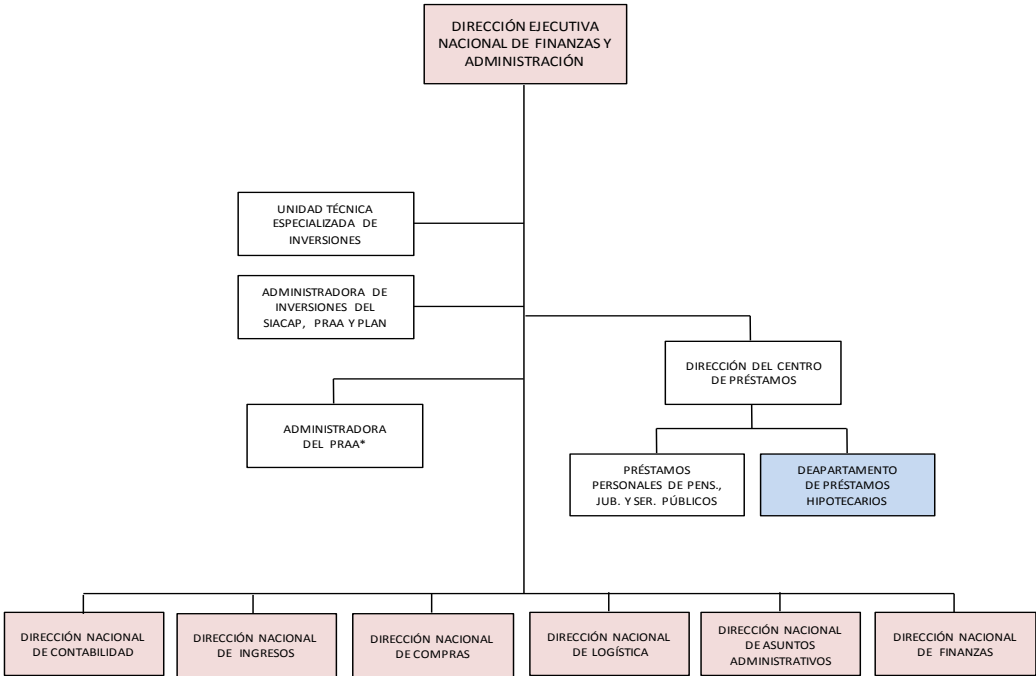 DIRECCIÓN EJECUTIVA
NACIONAL DE FINANZAS Y
ADMINISTRACIÓN
UNIDAD TÉCNICA
ESPECIALIZADA DE
INVERSIONES
ADMINISTRADORA DE
INVERSIONES DEL
SIACAP, PRAA Y PLAN
DIRECCIÓN DEL CENTRO
DE PRÉSTAMOS
ADMINISTRADORA
DEL PRAA*
PRÉSTAMOS
PERSONALES DE PENS.,
JUB. Y SER. PÚBLICOS
DEAPARTAMENTO
DE PRÉSTAMOS
HIPOTECARIOS
DIRECCIÓN NACIONAL
DE CONTABILIDAD
DIRECCIÓN NACIONAL
DE INGRESOS
DIRECCIÓN NACIONAL
DE COMPRAS
DIRECCIÓN NACIONAL
DE LOGÍSTICA
DIRECCIÓN NACIONAL
DE ASUNTOS
ADMINISTRATIVOS
DIRECCIÓN NACIONAL
DE FINANZAS